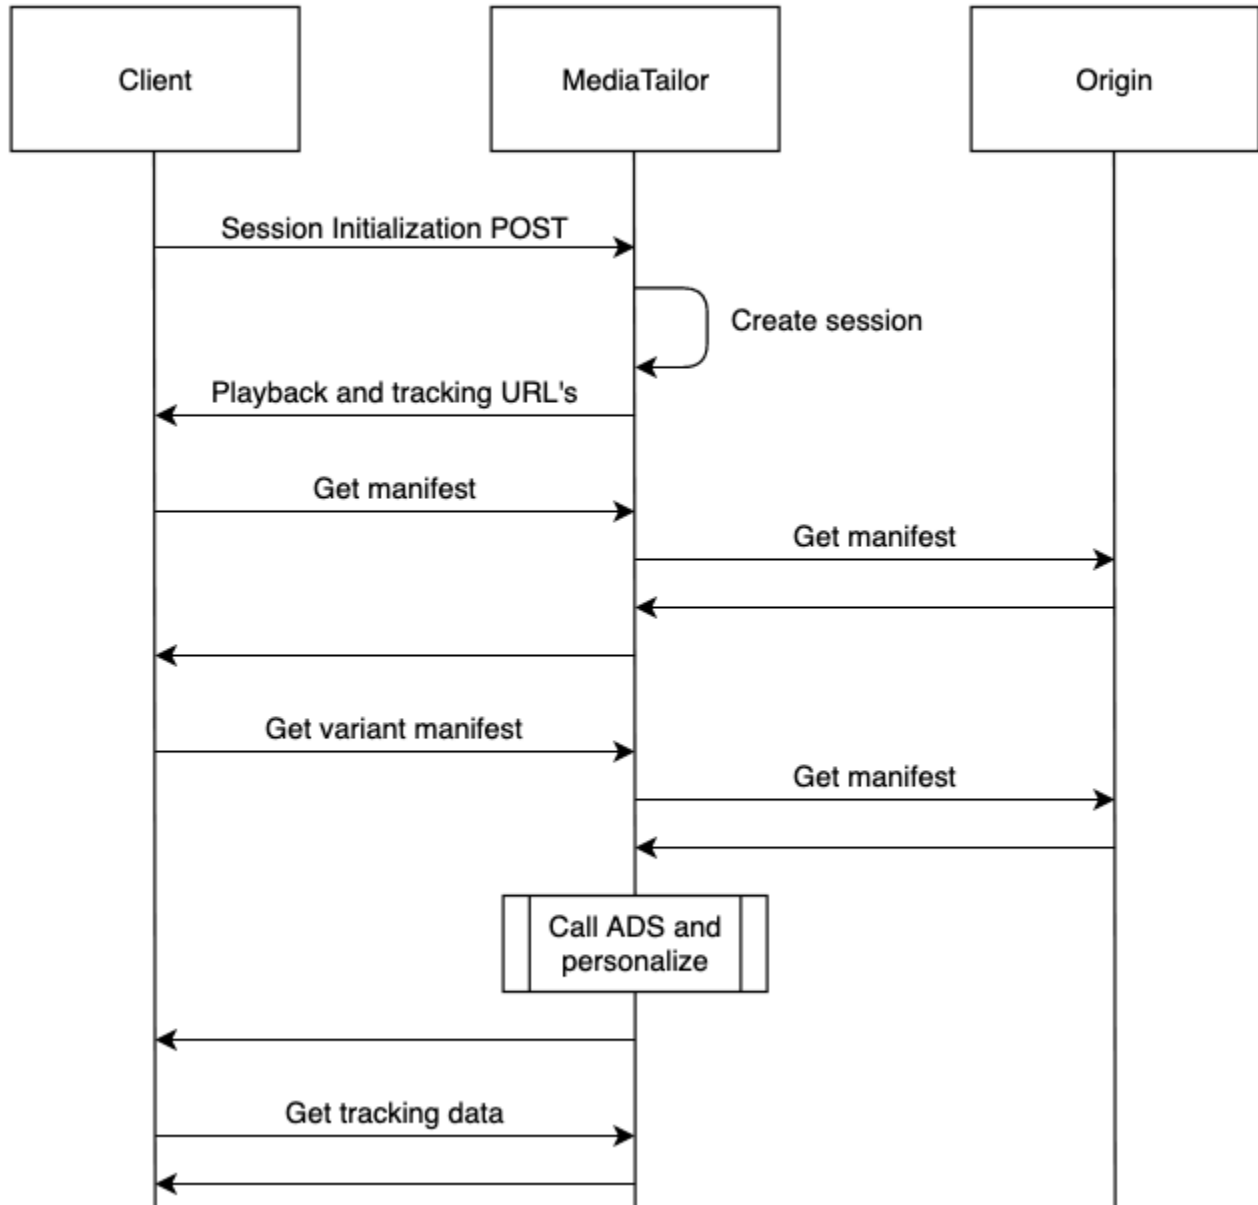 Client
MediaTailor
Origin
Session Initialization POST
Create session
Playback and tracking URL's
Get manifest
Get manifest
Get variant manifest
Get manifest
Call ADS and
personalize
Get tracking data